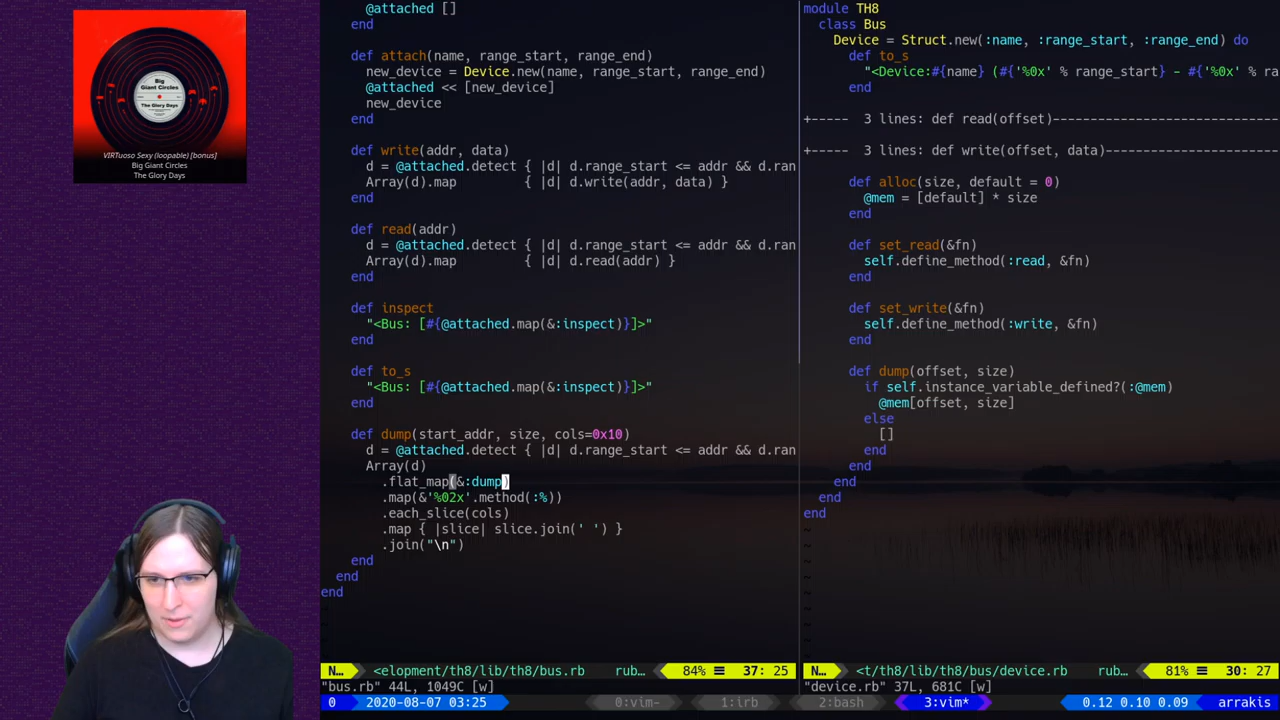 Big
Giant Circles
The Glory Days
VIRTuoso Sexy (loopable) [bonus]
Big Giant Circles
The Glory Days
@attached []
end
def attach(name, range_start, range_end)
new_device = Device.new(name, range_start, range_end)
@attached << [new_device]
new_device
end
def write(addr, data)
d = @attached.detect { |d| d.range_start <= addr && d.ran
Array(d).map { |d| d.write(addr, data) }
end
def read(addr)
d = @attached.detect { |d| d.range_start <= addr && d.ran
Array(d).map { |d| d.read(addr) }
end
def inspect
"<Bus: [#{@attached.map(&:inspect)}]>"
end
def to_s
"<Bus: [#{@attached.map(&:inspect)}]>"
end
def dump(start_addr, size, cols=0x10)
d = @attached.detect { |d| d.range_start <= addr && d.ran
Array(d)
.flat_map(&:dump)
.map(&'%02x'.method(:%))
.each_slice(cols)
.map { |slice| slice.join(' ') }
.join("\n")
end
end
end
~
~
~
~
N… <elopment/th8/lib/th8/bus.rb rub… 84% ≡ 37: 25
"bus.rb" 44L, 1049C [w]
module TH8
class Bus
Device = Struct.new(:name, :range_start, :range_end) do
def to_s
"<Device:#{name} (#{'%0x' % range_start} - #{'%0x' % ra
end
+----- 3 lines: def read(offset)------------------------------
+----- 3 lines: def write(offset, data)-----------------------
def alloc(size, default = 0)
@mem = [default] * size
end
def set_read(&fn)
self.define_method(:read, &fn)
end
def set_write(&fn)
self.define_method(:write, &fn)
end
def dump(offset, size)
if self.instance_variable_defined?(:@mem)
@mem[offset, size]
else
[]
end
end
end
end
end
~
~
~
~
~
~
~
~
~
N… <t/th8/lib/th8/device.rb rub… 81% ≡ 30: 27
"device.rb" 37L, 681C [w]
0 2020-08-07 03:25 0:vim- 1:irb 2:bash 3:vim* 0.12 0.10 0.09 arrakis